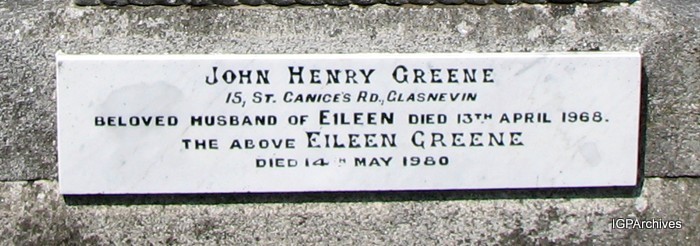 JOHN HENRY GREENE
15, ST. CANICE'S RD., GLASNEVIN
BELOVED HUSBAND OF EILEEN DIED 13TH APRIL 1968.
THE ABOVE EILEEN GREENE
DIED 14TH MAY 1980
IGPArchives